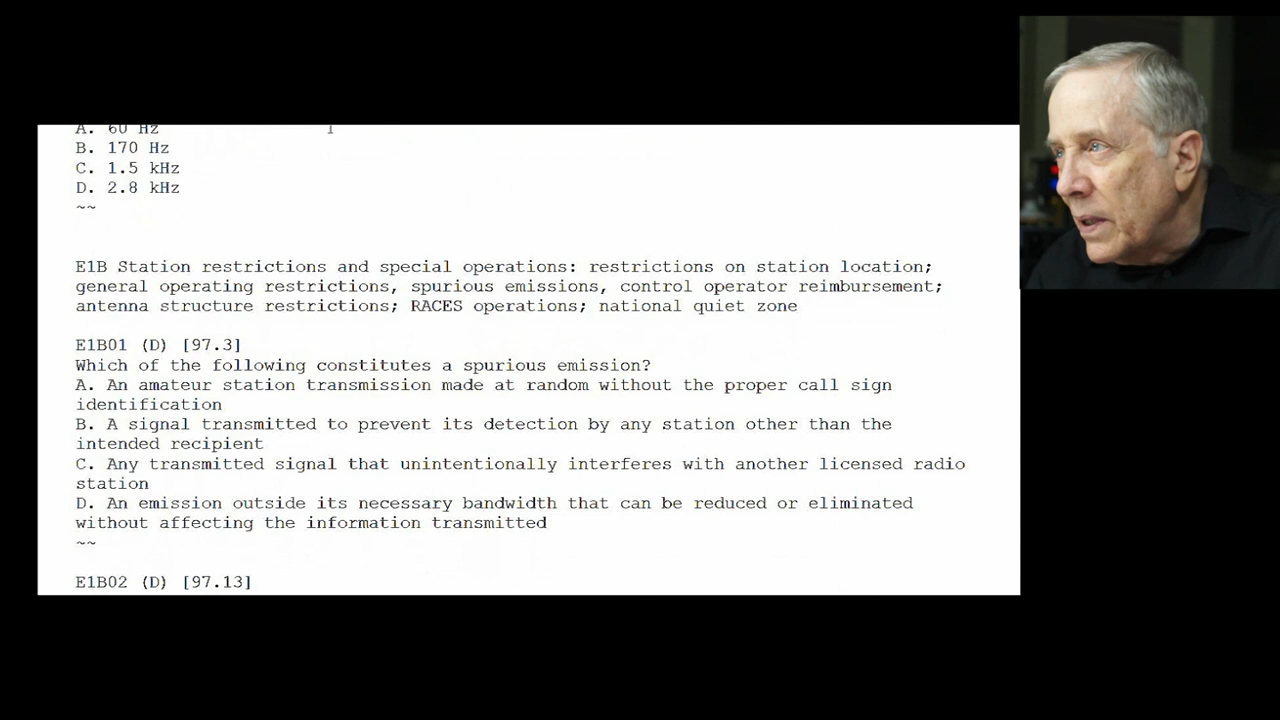 A. 60 Hz
B. 170 Hz
C. 1.5 kHz
D. 2.8 kHz
~~
E1B Station restrictions and special operations: restrictions on station location;
general operating restrictions, spurious emissions, control operator reimbursement;
antenna structure restrictions; RACES operations; national quiet zone
E1B01 (D) [97.3]
Which of the following constitutes a spurious emission?
A. An amateur station transmission made at random without the proper call sign
identification
B. A signal transmitted to prevent its detection by any station other than the
intended recipient
C. Any transmitted signal that unintentionally interferes with another licensed radio
station
D. An emission outside its necessary bandwidth that can be reduced or eliminated
without affecting the information transmitted
~~
E1B02 (D) [97.13]